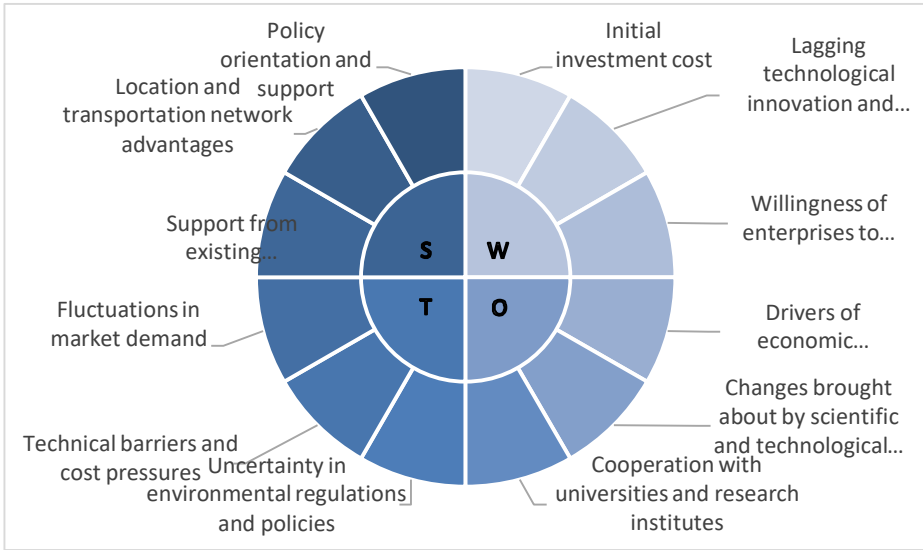 Policy
orientation and
support
Location and
transportation network
advantages
Support from
existing...
Fluctuations in
market demand
Technical barriers and
cost pressures
Uncertainty in
environmental regulations
and policies
Initial
investment cost
Lagging
technological
innovation and...
Willingness of
enterprises to...
Drivers of
economic...
Changes brought
about by scientific
and technological...
Cooperation with
universities and research
institutes
S
W
T
O